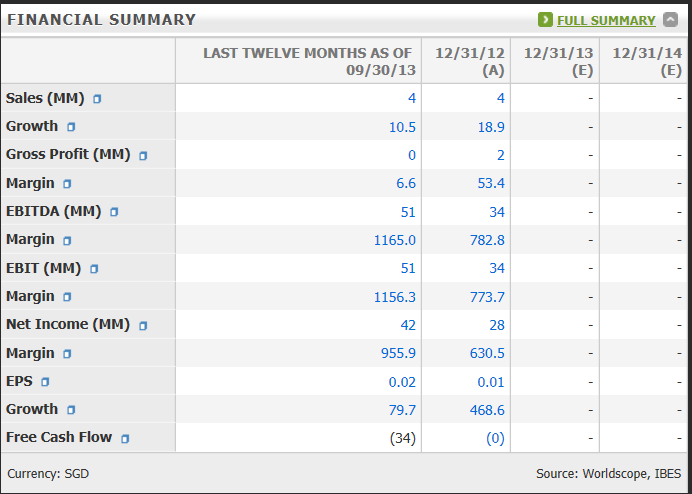 FINANCIAL SUMMARY FULL SUMMARY
LAST TWELVE MONTHS AS OF 12/31/12 12/31/13 12/31/14
09/30/13 (A) (E) (E)
Sales (MM) 4 4 - -
Growth 10.5 18.9 - -
Gross Profit (MM) 0 2 - -
Margin 6.6 53.4 - -
EBITDA (MM) 51 34 - -
Margin 1165.0 782.8 - -
EBIT (MM) 51 34 - -
Margin 1156.3 773.7 - -
Net Income (MM) 42 28 - -
Margin 955.9 630.5 - -
EPS 0.02 0.01 - -
Growth 79.7 468.6 - -
Free Cash Flow (34) (0) - -
Currency: SGD Source: Worldscope, IBES